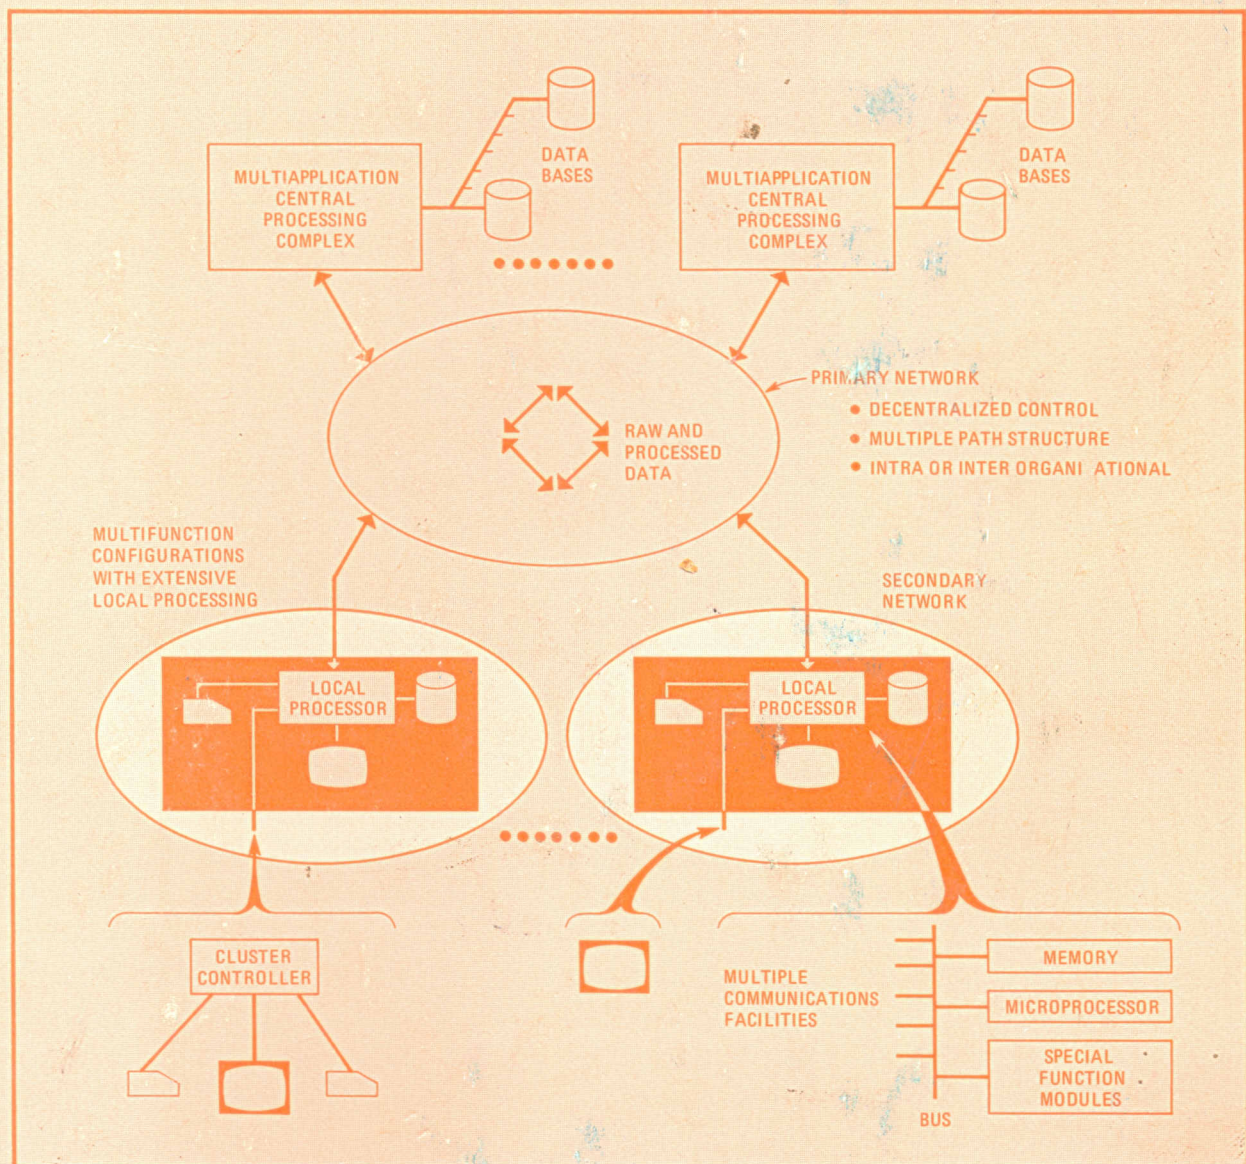 MULTIAPPLICATION
CENTRAL
PROCESSING
COMPLEX
DATA
BASES
MULTIAPPLICATION
CENTRAL
PROCESSING
COMPLEX
DATA
BASES
PRIMARY NETWORK
• DECENTRALIZED CONTROL
• MULTIPLE PATH STRUCTURE
• INTRA OR INTER ORGANI ATIONAL
RAW AND
PROCESSED
DATA
MULTIFUNCTION
CONFIGURATIONS
WITH EXTENSIVE
LOCAL PROCESSING
SECONDARY
NETWORK
LOCAL
PROCESSOR
LOCAL
PROCESSOR
CLUSTER
CONTROLLER
MULTIPLE
COMMUNICATIONS
FACILITIES
MEMORY
MICROPROCESSOR
SPECIAL
FUNCTION
MODULES
BUS